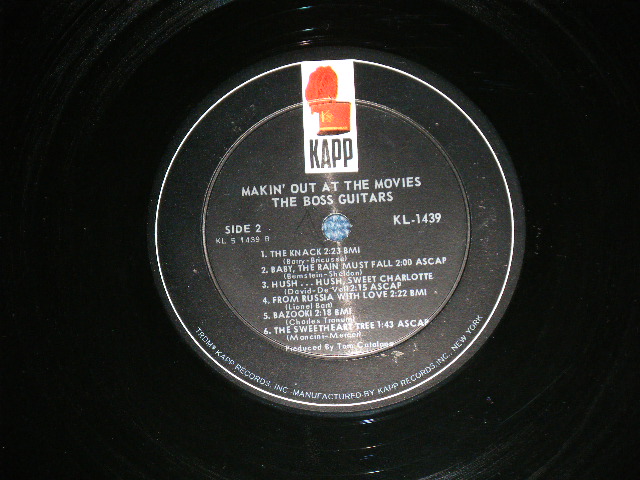 K
KAPP
MAKIN' OUT AT THE MOVIES
THE BOSS GUITARS
SIDE 2
KL-1439
KL S 1439 B
1. THE KNACK 2:23 BMI
(Barry-Bricusse)
2. BABY, THE RAIN MUST FALL 2:00 ASCAP
(Bernstein-Sheldon)
3. HUSH...HUSH, SWEET CHARLOTTE
(David-De Vol) 2:15 ASCAP
4. FROM RUSSIA WITH LOVE 2:22 BMI
(Lionel Bart)
5. BAZOOKI 2:18 BMI
(Charles Tranum)
6. THE SWEETHEART TREE 1:43 ASCAP
(Mancini-Mercer)
Produced By Tom Catalano
TRDMK KAPP RECORDS, INC.-MANUFACTURED BY KAPP RECORDS, INC. NEW YORK